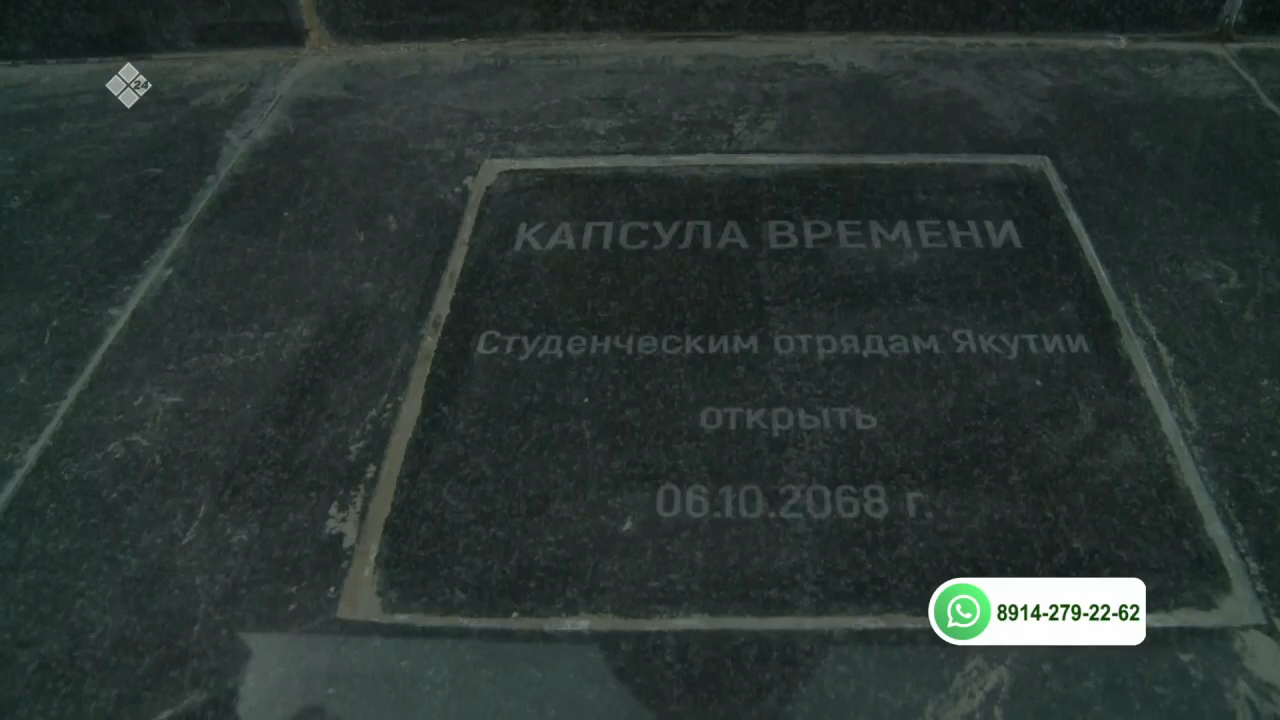 24
КАПСУЛА ВРЕМЕНИ
Студенческим отрядам Якутии
открыть
06.10.2068 г.
8914-279-22-62